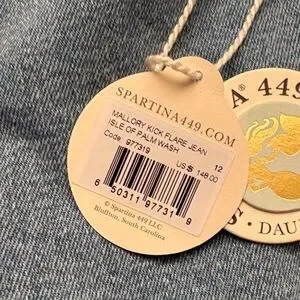 SPARTINA449.COM
MALLORY KICK FLARE JEAN
ISLE OF PALM WASH 12
Code: 977319
US $ 148.00
6 50311 97731 9
© Spartina 449 LLC.
Bluffton, South Carolina
® 449
· DAU